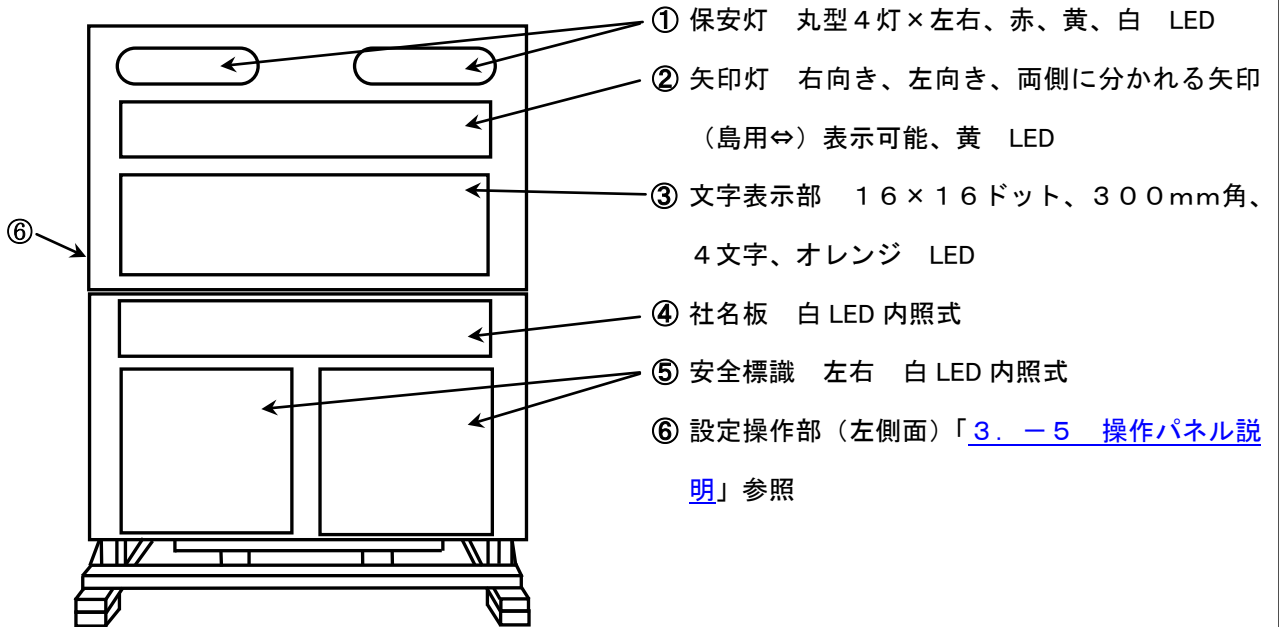 ① 保安灯　丸型４灯×左右、赤、黄、白　LED
② 矢印灯　右向き、左向き、両側に分かれる矢印
（島用⇔）表示可能、黄　LED
③ 文字表示部　１６×１６ドット、３００ｍｍ角、
４文字、オレンジ　LED
⑥
④ 社名板　白 LED 内照式
⑤ 安全標識　左右　白 LED 内照式
⑥ 設定操作部（左側面）「３．－５　操作パネル説
明」参照